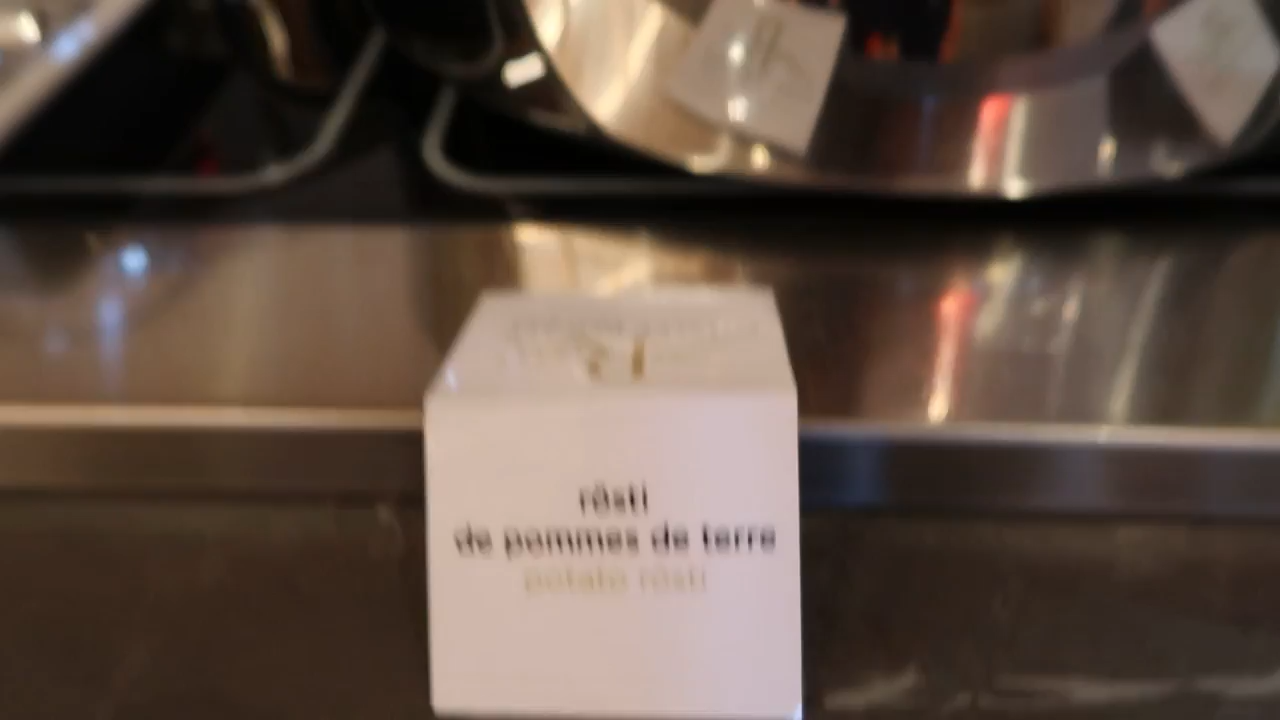 rösti
de pommes de terre
potato rösti